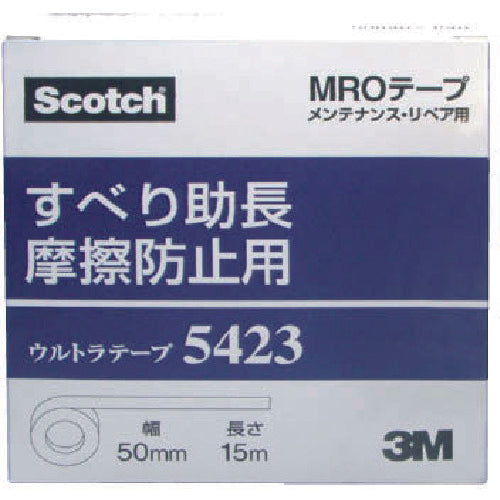 Scotch
MROテープ
メンテナンス・リペア用
すべり助長
摩擦防止用
ウルトラテープ 5423
幅 長さ
50mm 15m
3M